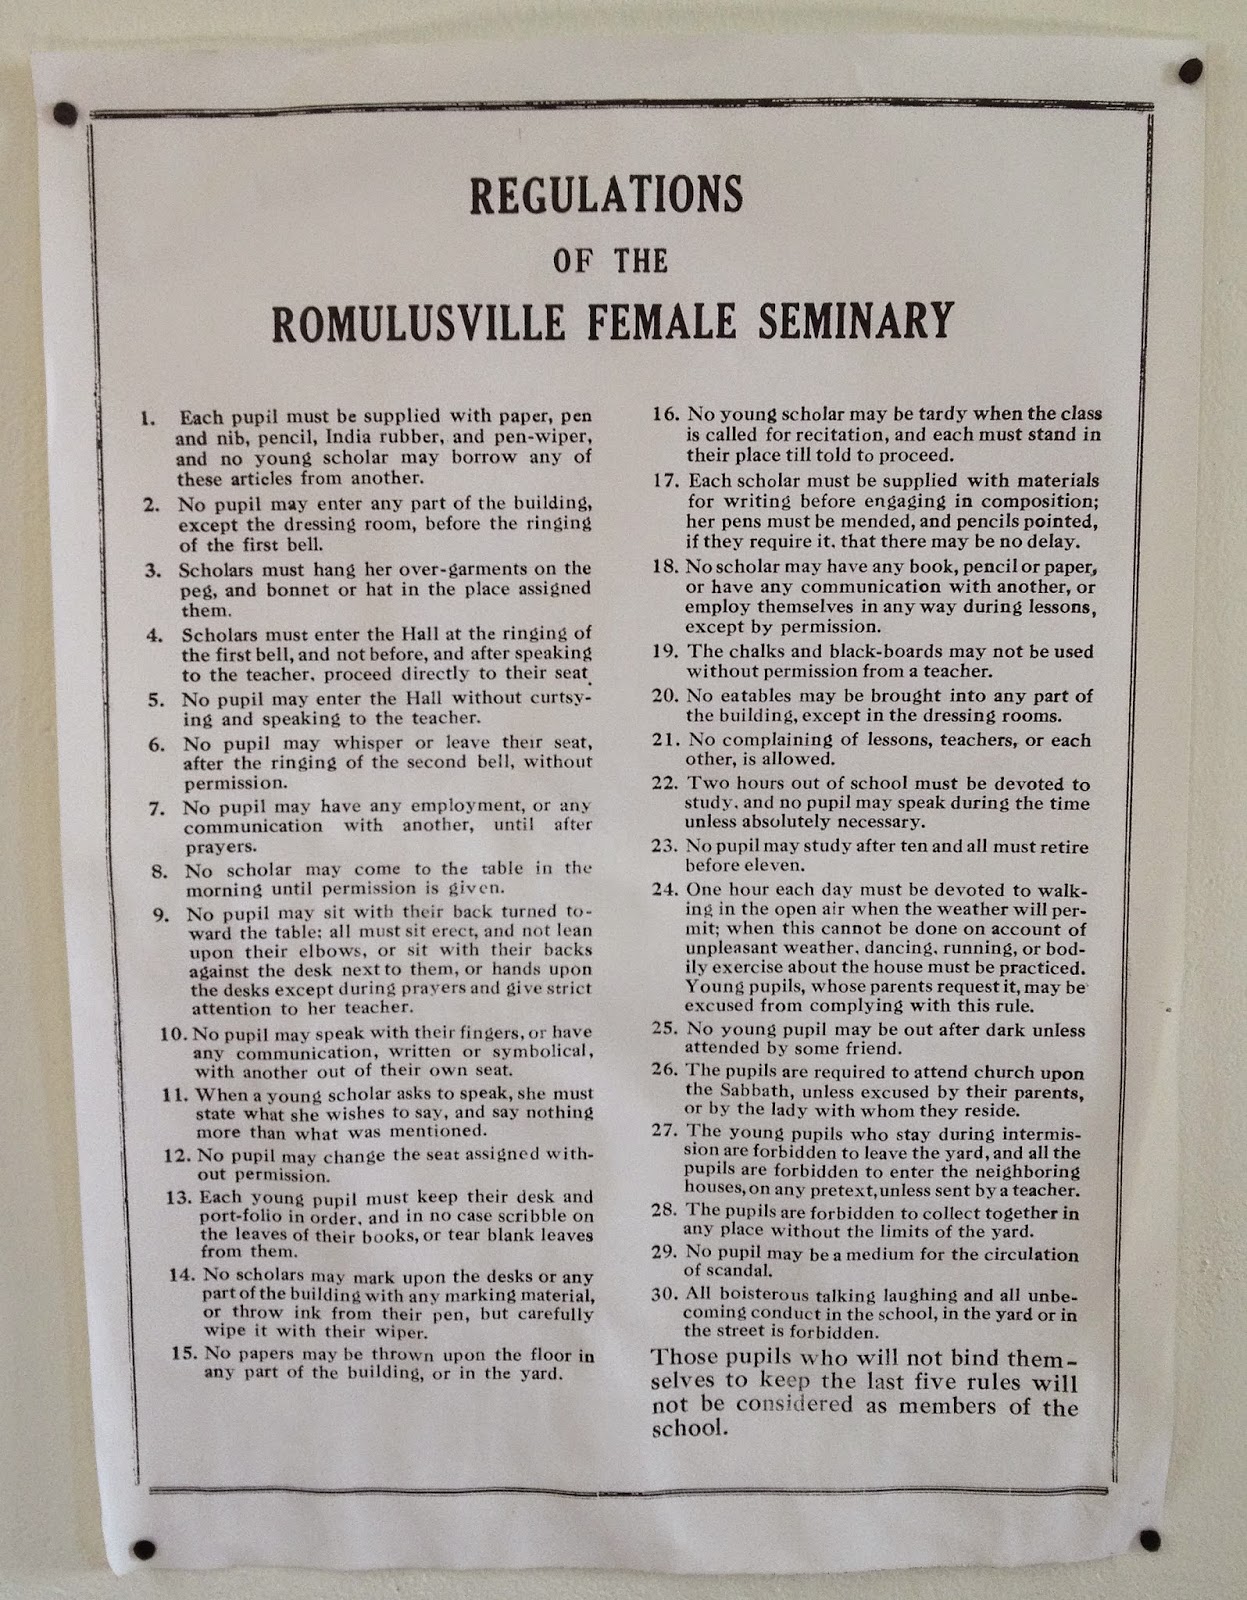 REGULATIONS
OF THE
ROMULUSVILLE FEMALE SEMINARY
1. Each pupil must be supplied with paper, pen
and nib, pencil, India rubber, and pen-wiper,
and no young scholar may borrow any of
these articles from another.
2. No pupil may enter any part of the building,
except the dressing room, before the ringing
of the first bell.
3. Scholars must hang her over-garments on the
peg, and bonnet or hat in the place assigned
them.
4. Scholars must enter the Hall at the ringing of
the first bell, and not before, and after speaking
to the teacher, proceed directly to their seat.
5. No pupil may enter the Hall without curtsy-
ing and speaking to the teacher.
6. No pupil may whisper or leave their seat,
after the ringing of the second bell, without
permission.
7. No pupil may have any employment, or any
communication with another, until after
prayers.
8. No scholar may come to the table in the
morning until permission is given.
9. No pupil may sit with their back turned to-
ward the table; all must sit erect, and not lean
upon their elbows, or sit with their backs
against the desk next to them, or hands upon
the desks except during prayers and give strict
attention to her teacher.
10. No pupil may speak with their fingers, or have
any communication, written or symbolical,
with another out of their own seat.
11. When a young scholar asks to speak, she must
state what she wishes to say, and say nothing
more than what was mentioned.
12. No pupil may change the seat assigned with-
out permission.
13. Each young pupil must keep their desk and
port-folio in order, and in no case scribble on
the leaves of their books, or tear blank leaves
from them.
14. No scholars may mark upon the desks or any
part of the building with any marking material,
or throw ink from their pen, but carefully
wipe it with their wiper.
15. No papers may be thrown upon the floor in
any part of the building, or in the yard.
16. No young scholar may be tardy when the class
is called for recitation, and each must stand in
their place till told to proceed.
17. Each scholar must be supplied with materials
for writing before engaging in composition;
her pens must be mended, and pencils pointed,
if they require it, that there may be no delay.
18. No scholar may have any book, pencil or paper,
or have any communication with another, or
employ themselves in any way during lessons,
except by permission.
19. The chalks and black-boards may not be used
without permission from a teacher.
20. No eatables may be brought into any part of
the building, except in the dressing rooms.
21. No complaining of lessons, teachers, or each
other, is allowed.
22. Two hours out of school must be devoted to
study, and no pupil may speak during the time
unless absolutely necessary.
23. No pupil may study after ten and all must retire
before eleven.
24. One hour each day must be devoted to walk-
ing in the open air when the weather will per-
mit; when this cannot be done on account of
unpleasant weather, dancing, running, or bod-
ily exercise about the house must be practiced.
Young pupils, whose parents request it, may be
excused from complying with this rule.
25. No young pupil may be out after dark unless
attended by some friend.
26. The pupils are required to attend church upon
the Sabbath, unless excused by their parents,
or by the lady with whom they reside.
27. The young pupils who stay during intermis-
sion are forbidden to leave the yard, and all the
pupils are forbidden to enter the neighboring
houses, on any pretext, unless sent by a teacher.
28. The pupils are forbidden to collect together in
any place without the limits of the yard.
29. No pupil may be a medium for the circulation
of scandal.
30. All boisterous talking laughing and all unbe-
coming conduct in the school, in the yard or in
the street is forbidden.
Those pupils who will not bind them-
selves to keep the last five rules will
not be considered as members of the
school.